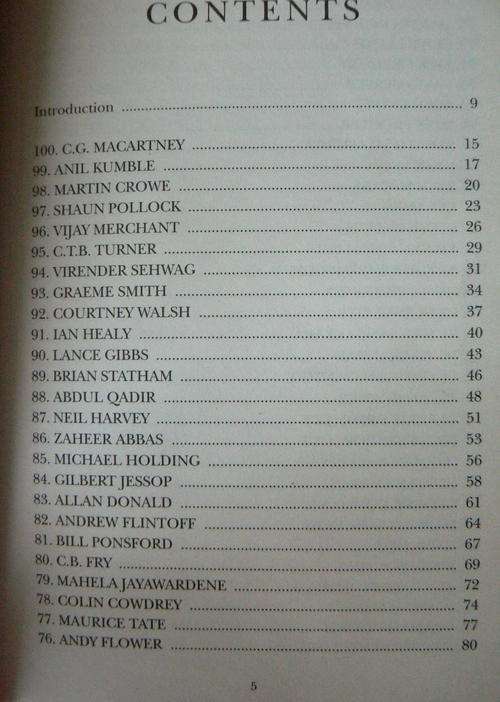 CONTENTS
Introduction ........ 9
100. C.G. MACARTNEY ........ 15
99. ANIL KUMBLE ........ 17
98. MARTIN CROWE ........ 20
97. SHAUN POLLOCK ........ 23
96. VIJAY MERCHANT ........ 26
95. C.T.B. TURNER ........ 29
94. VIRENDER SEHWAG ........ 31
93. GRAEME SMITH ........ 34
92. COURTNEY WALSH ........ 37
91. IAN HEALY ........ 40
90. LANCE GIBBS ........ 43
89. BRIAN STATHAM ........ 46
88. ABDUL QADIR ........ 48
87. NEIL HARVEY ........ 51
86. ZAHEER ABBAS ........ 53
85. MICHAEL HOLDING ........ 56
84. GILBERT JESSOP ........ 58
83. ALLAN DONALD ........ 61
82. ANDREW FLINTOFF ........ 64
81. BILL PONSFORD ........ 67
80. C.B. FRY ........ 69
79. MAHELA JAYAWARDENE ........ 72
78. COLIN COWDREY ........ 74
77. MAURICE TATE ........ 77
76. ANDY FLOWER ........ 80
5